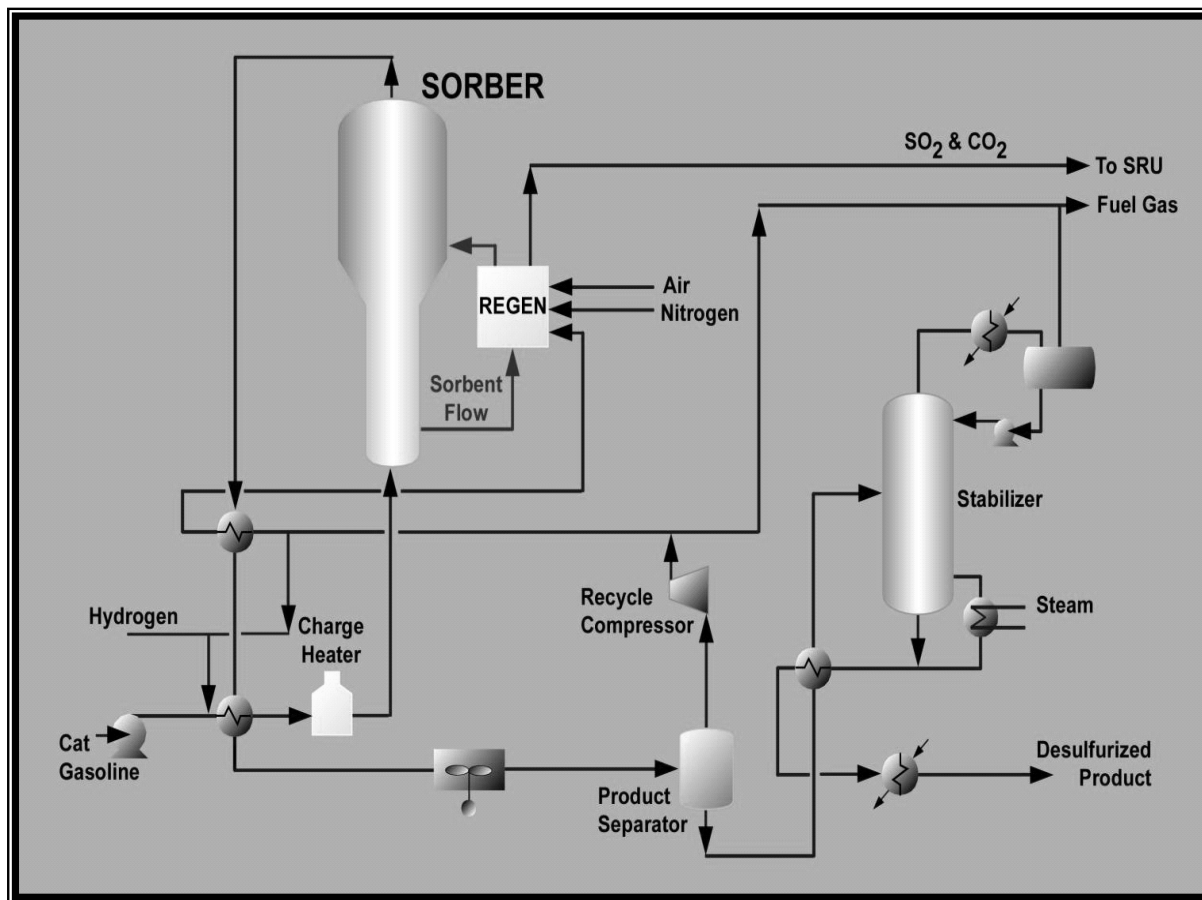 SORBER
SO2 & CO2
To SRU
Fuel Gas
Air
REGEN
Nitrogen
Sorbent
Flow
Stabilizer
Recycle
Compressor
Steam
Hydrogen
Charge
Heater
Cat
Gasoline
Product
Separator
Desulfurized
Product